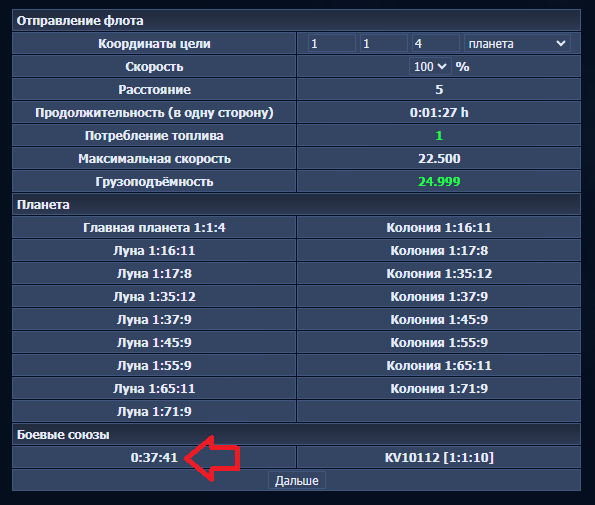 Отправление флота
Координаты цели 1 1 4 планета
Скорость 100 %
Расстояние 5
Продолжительность (в одну сторону) 0:01:27 h
Потребление топлива 1
Максимальная скорость 22.500
Грузоподъёмность 24.999
Планета
Главная планета 1:1:4 Колония 1:16:11
Луна 1:16:11 Колония 1:17:8
Луна 1:17:8 Колония 1:35:12
Луна 1:35:12 Колония 1:37:9
Луна 1:37:9 Колония 1:45:9
Луна 1:45:9 Колония 1:55:9
Луна 1:55:9 Колония 1:65:11
Луна 1:65:11 Колония 1:71:9
Луна 1:71:9
Боевые союзы
0:37:41 KV10112 [1:1:10]
Дальше